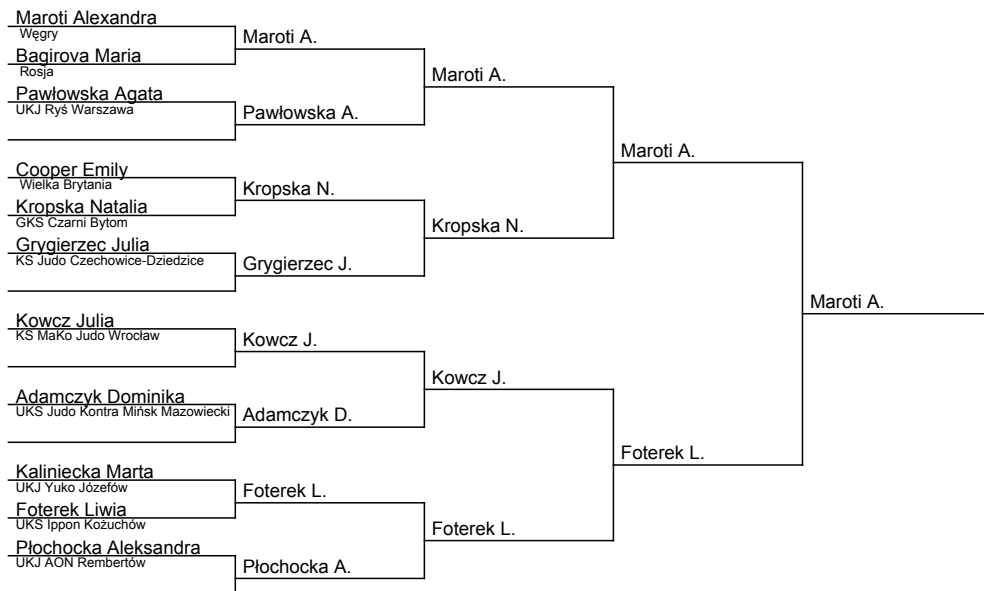 Maroti Alexandra
Węgry
Bagirova Maria
Rosja
Pawłowska Agata
UKJ Ryś Warszawa
Cooper Emily
Wielka Brytania
Kropska Natalia
GKS Czarni Bytom
Grygierzec Julia
KS Judo Czechowice-Dziedzice
Kowcz Julia
KS MaKo Judo Wrocław
Adamczyk Dominika
UKS Judo Kontra Mińsk Mazowiecki
Kaliniecka Marta
UKJ Yuko Józefów
Foterek Liwia
UKS Ippon Kożuchów
Płochocka Aleksandra
UKJ AON Rembertów
Maroti A.
Pawłowska A.
Kropska N.
Grygierzec J.
Kowcz J.
Adamczyk D.
Foterek L.
Płochocka A.
Maroti A.
Kropska N.
Kowcz J.
Foterek L.
Maroti A.
Foterek L.
Maroti A.